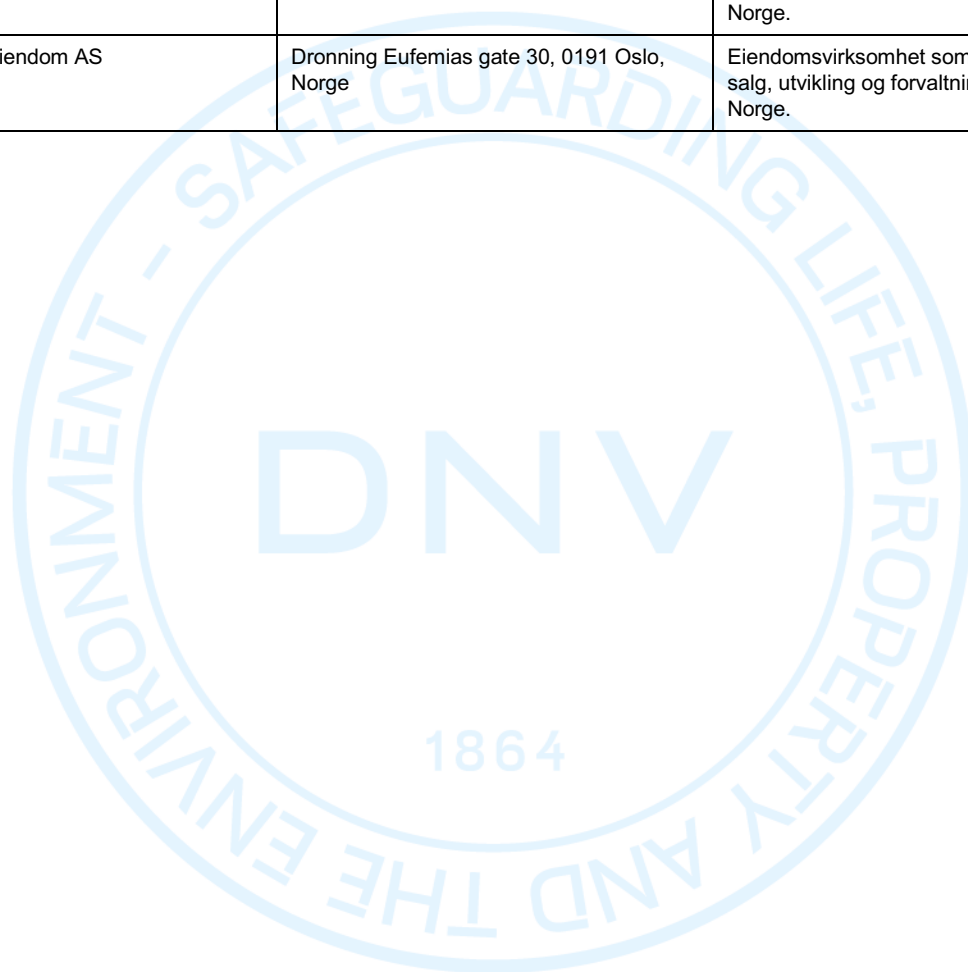 Norge.
iendom AS
Dronning Eufemias gate 30, 0191 Oslo,
Norge
Eiendomsvirksomhet som
salg, utvikling og forvaltnin
Norge.
SAFEGUARDING LIFE, PROPERTY AND THE ENVIRONMENT -
DNV
1864